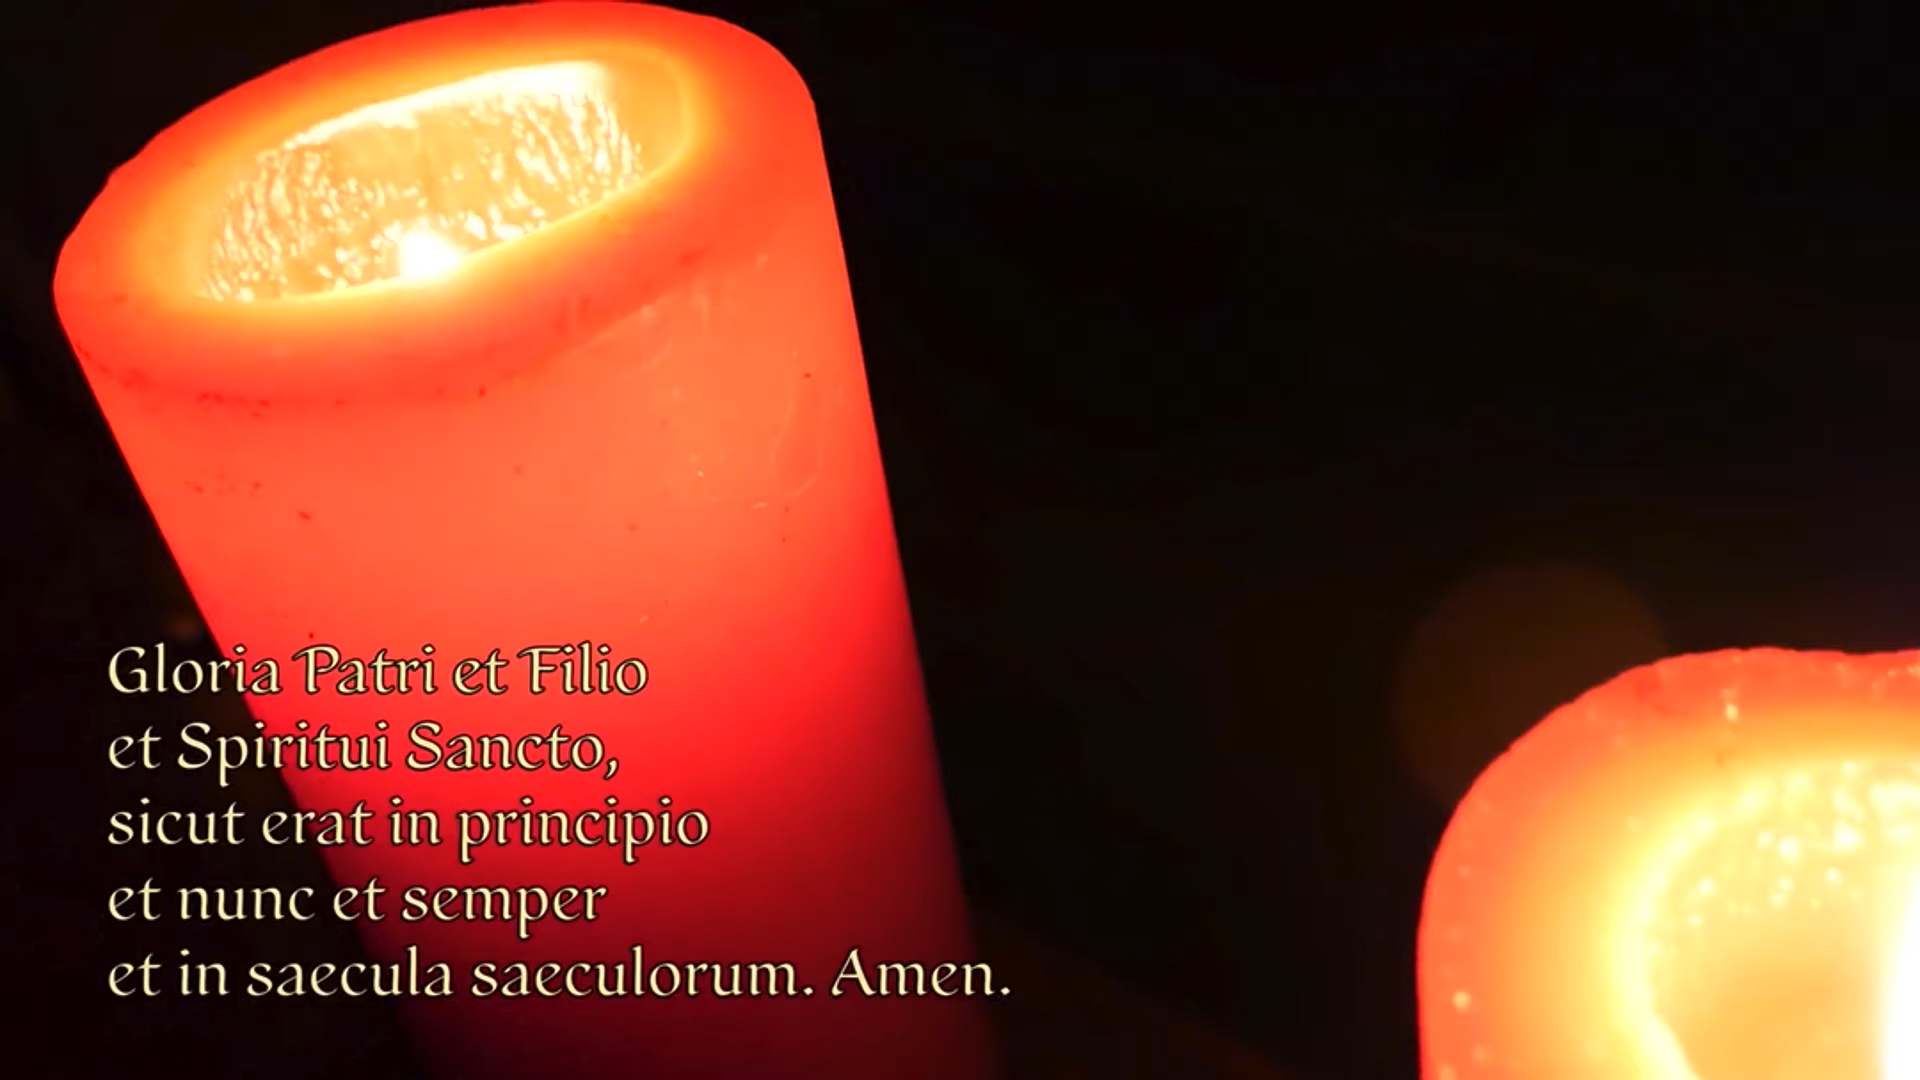 Gloria Patri et Filio
et Spiritui Sancto,
sicut erat in principio
et nunc et semper
et in saecula saeculorum. Amen.